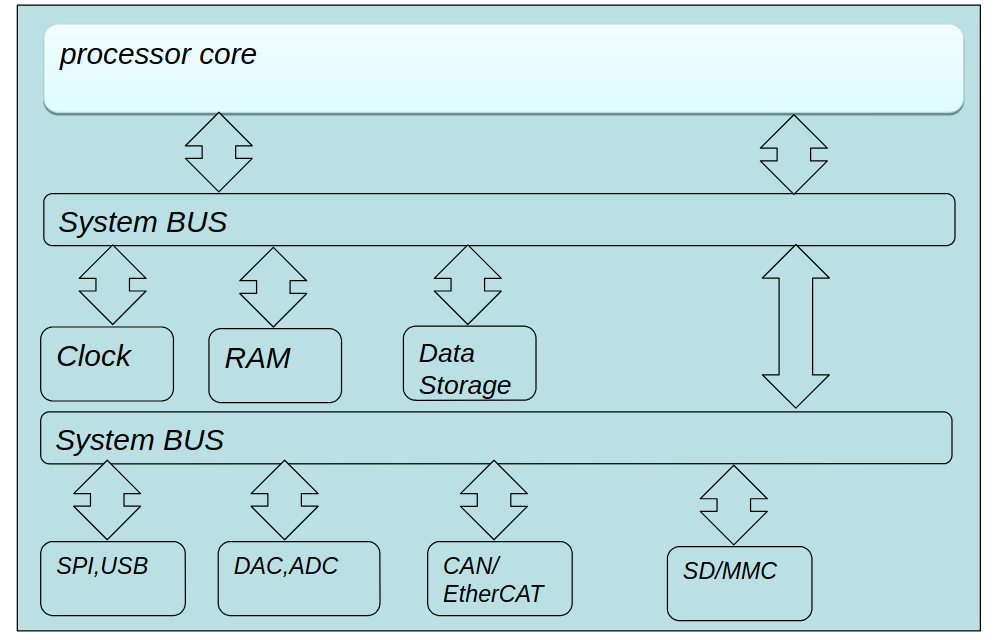 processor core
System BUS
Clock
RAM
Data
Storage
System BUS
SPI,USB
DAC,ADC
CAN/
EtherCAT
SD/MMC